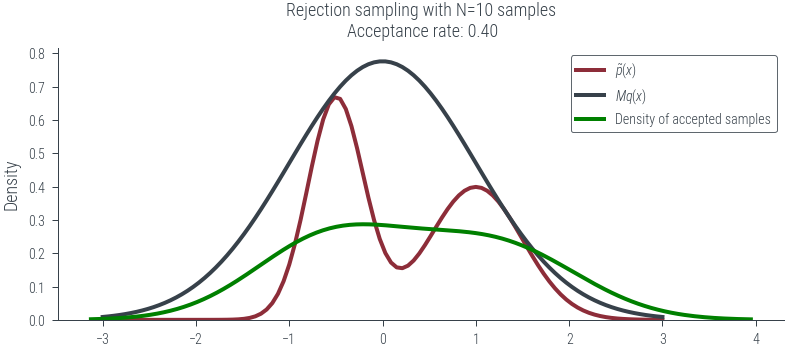 Rejection sampling with N=10 samples
Acceptance rate: 0.40
Density
0.8
0.7
0.6
0.5
0.4
0.3
0.2
0.1
0.0
−3
−2
−1
0
1
2
3
4
p̃(x)
Mq(x)
Density of accepted samples